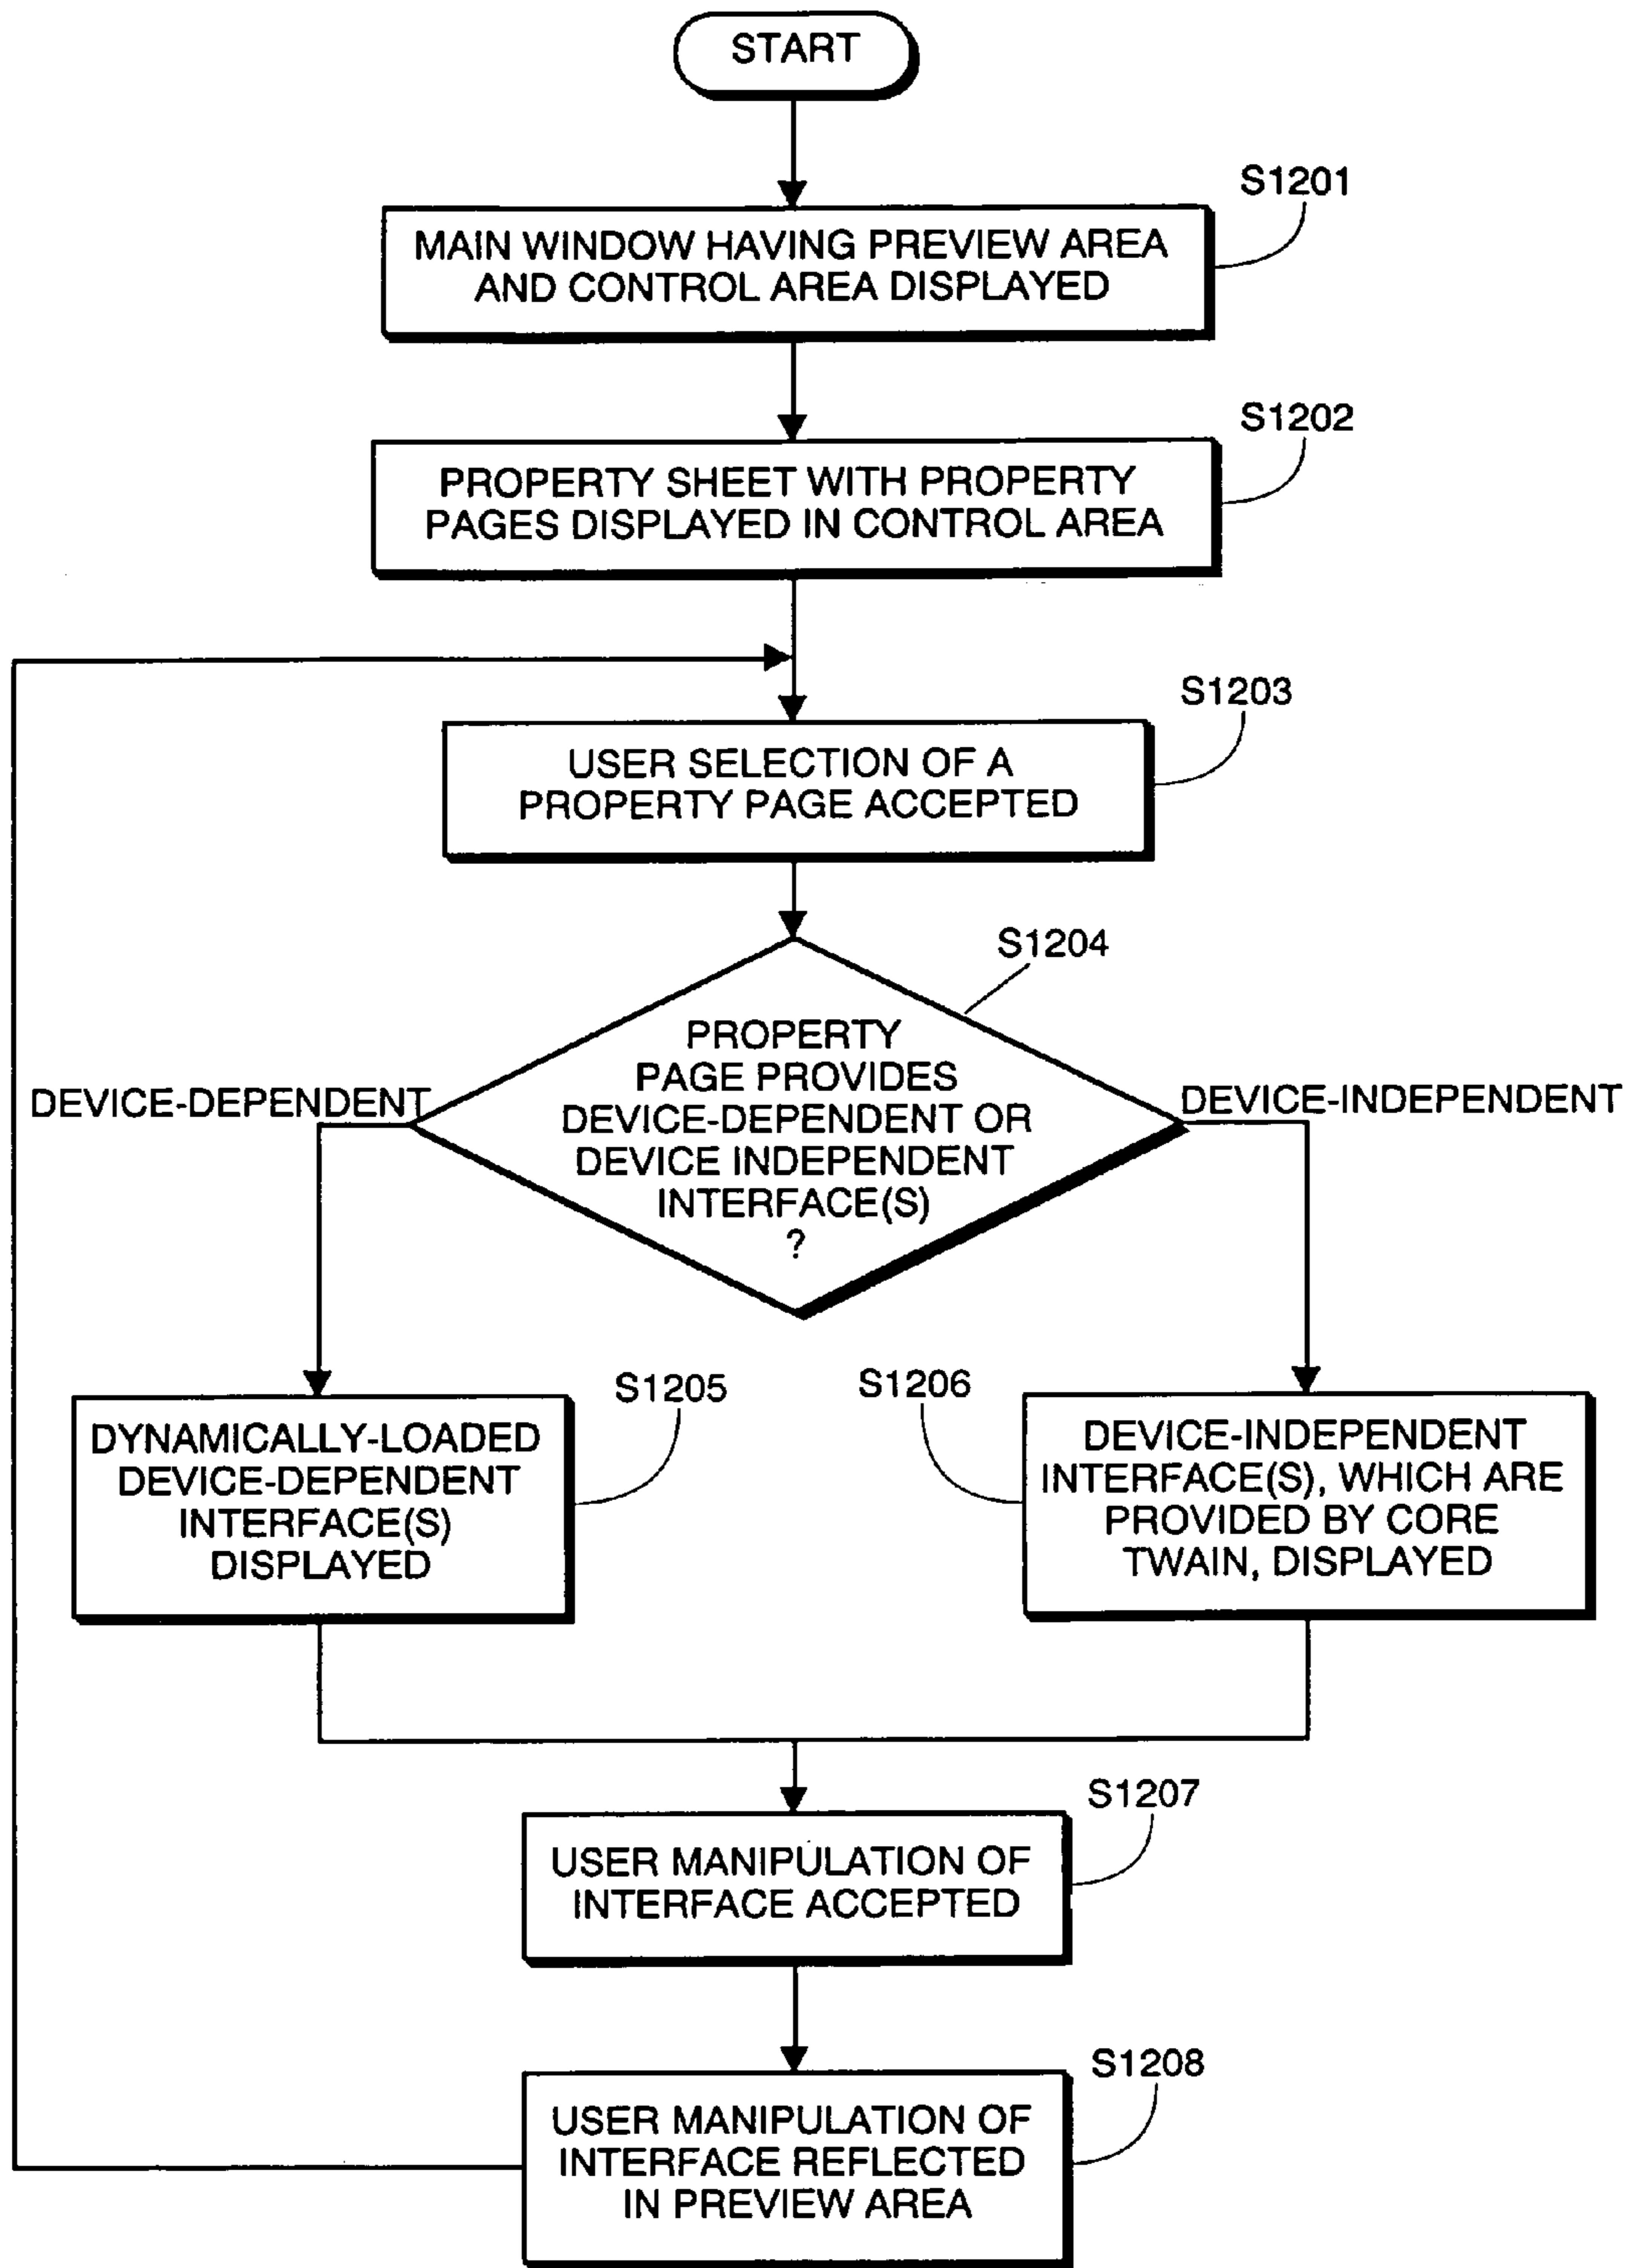 START
S1201
MAIN WINDOW HAVING PREVIEW AREA
AND CONTROL AREA DISPLAYED
S1202
PROPERTY SHEET WITH PROPERTY
PAGES DISPLAYED IN CONTROL AREA
S1203
USER SELECTION OF A
PROPERTY PAGE ACCEPTED
S1204
PROPERTY
PAGE PROVIDES
DEVICE-DEPENDENT OR
DEVICE INDEPENDENT
INTERFACE(S)
?
DEVICE-DEPENDENT
DEVICE-INDEPENDENT
S1205
DYNAMICALLY-LOADED
DEVICE-DEPENDENT
INTERFACE(S)
DISPLAYED
S1206
DEVICE-INDEPENDENT
INTERFACE(S), WHICH ARE
PROVIDED BY CORE
TWAIN, DISPLAYED
S1207
USER MANIPULATION OF
INTERFACE ACCEPTED
S1208
USER MANIPULATION OF
INTERFACE REFLECTED
IN PREVIEW AREA